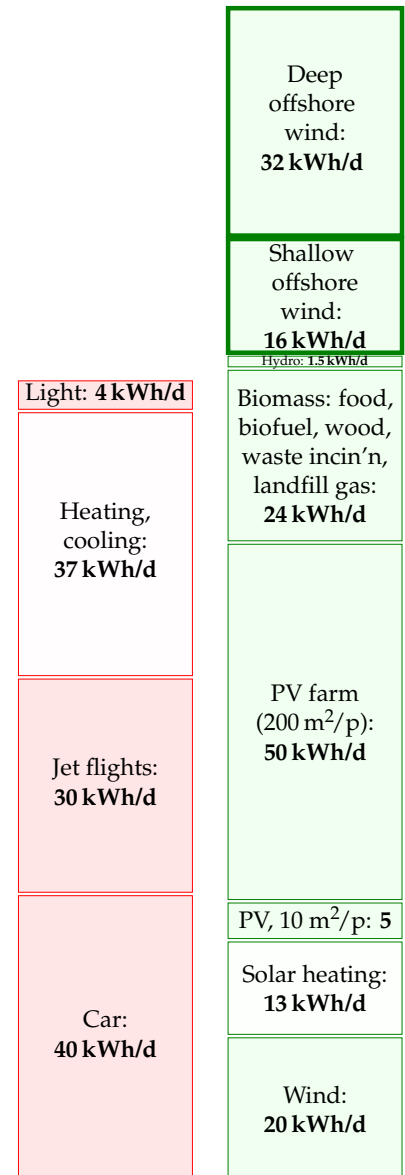 Light: 4 kWh/d
Heating,
cooling:
37 kWh/d
Jet flights:
30 kWh/d
Car:
40 kWh/d
Deep
offshore
wind:
32 kWh/d
Shallow
offshore
wind:
16 kWh/d
Hydro: 1.5 kWh/d
Biomass: food,
biofuel, wood,
waste incin’n,
landfill gas:
24 kWh/d
PV farm
(200 m²/p):
50 kWh/d
PV, 10 m²/p: 5
Solar heating:
13 kWh/d
Wind:
20 kWh/d